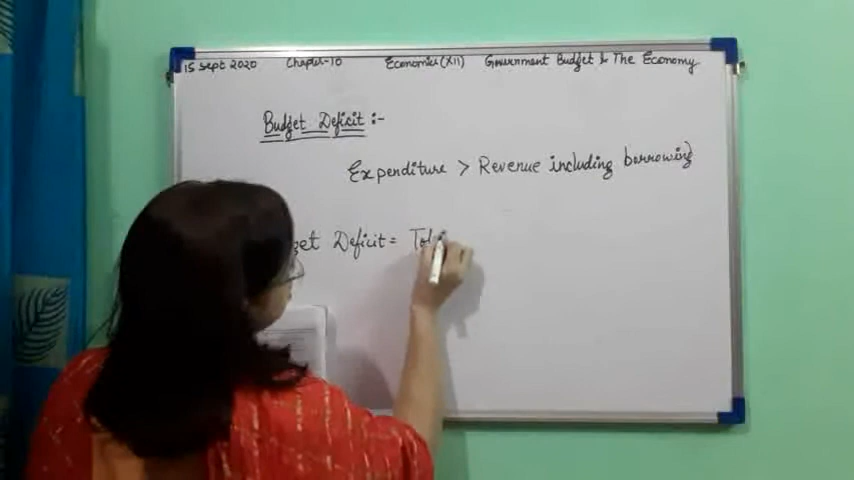 15 Sept 2020 Chapter-10 Economics (XII) Government Budget & The Economy
Budget Deficit :-
Expenditure > Revenue including borrowing
get Deficit = Tot